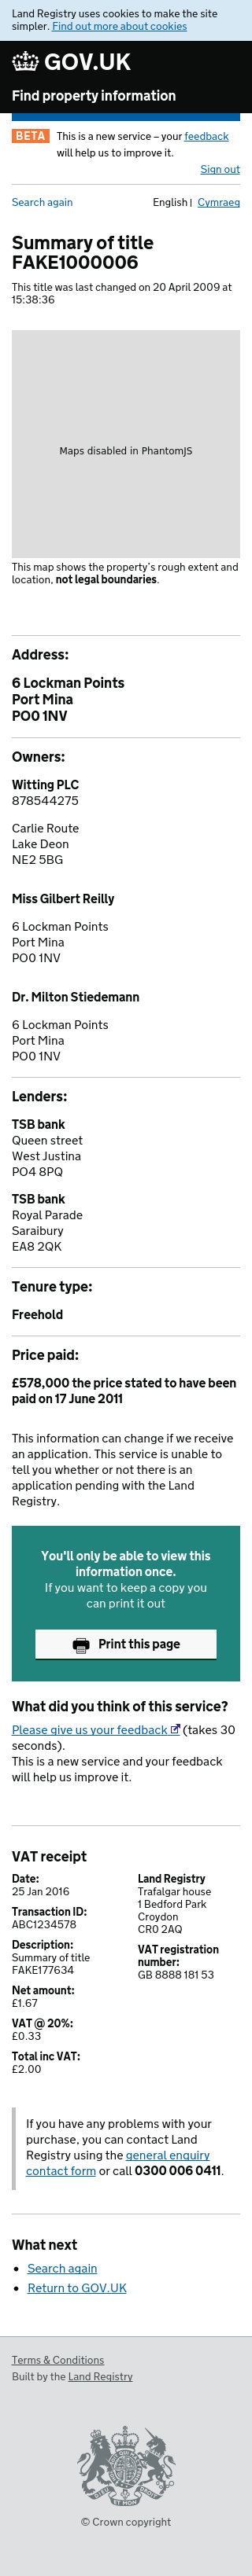 Land Registry uses cookies to make the site
simpler. Find out more about cookies
GOV.UK
Find property information
BETA This is a new service – your feedback
will help us to improve it.
Sign out
Search again English | Cymraeg
Summary of title
FAKE1000006
This title was last changed on 20 April 2009 at
15:38:36
Maps disabled in PhantomJS
This map shows the property's rough extent and
location, not legal boundaries.
Address:
6 Lockman Points
Port Mina
PO0 1NV
Owners:
Witting PLC
878544275
Carlie Route
Lake Deon
NE2 5BG
Miss Gilbert Reilly
6 Lockman Points
Port Mina
PO0 1NV
Dr. Milton Stiedemann
6 Lockman Points
Port Mina
PO0 1NV
Lenders:
TSB bank
Queen street
West Justina
PO4 8PQ
TSB bank
Royal Parade
Saraibury
EA8 2QK
Tenure type:
Freehold
Price paid:
£578,000 the price stated to have been
paid on 17 June 2011
This information can change if we receive
an application. This service is unable to
tell you whether or not there is an
application pending with the Land
Registry.
You'll only be able to view this
information once.
If you want to keep a copy you
can print it out
Print this page
What did you think of this service?
Please give us your feedback (takes 30
seconds).
This is a new service and your feedback
will help us improve it.
VAT receipt
Date:
25 Jan 2016
Transaction ID:
ABC1234578
Description:
Summary of title
FAKE177634
Net amount:
£1.67
VAT @ 20%:
£0.33
Total inc VAT:
£2.00
Land Registry
Trafalgar house
1 Bedford Park
Croydon
CR0 2AQ
VAT registration
number:
GB 8888 181 53
If you have any problems with your
purchase, you can contact Land
Registry using the general enquiry
contact form or call 0300 006 0411.
What next
Search again
Return to GOV.UK
Terms & Conditions
Built by the Land Registry
© Crown copyright